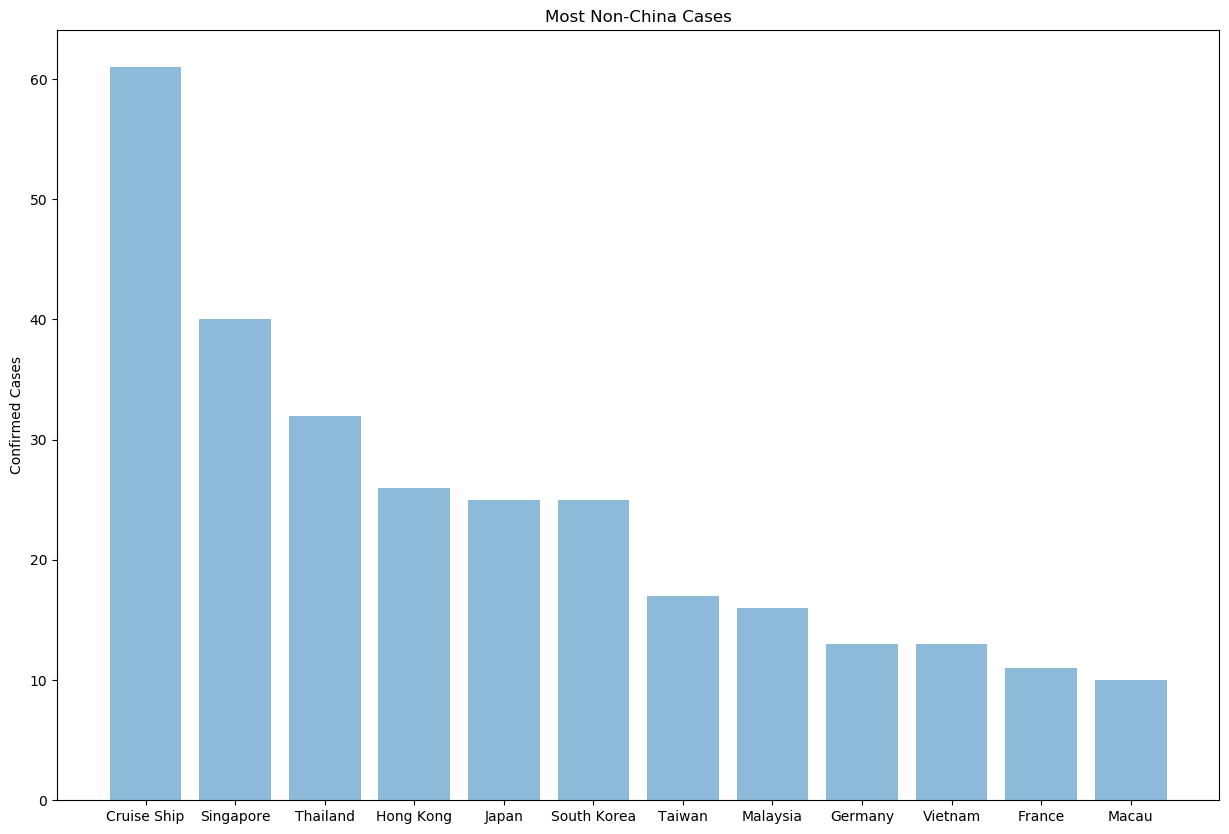 Most Non-China Cases
Confirmed Cases
60
50
40
30
20
10
0
Cruise Ship Singapore Thailand Hong Kong Japan South Korea Taiwan Malaysia Germany Vietnam France Macau